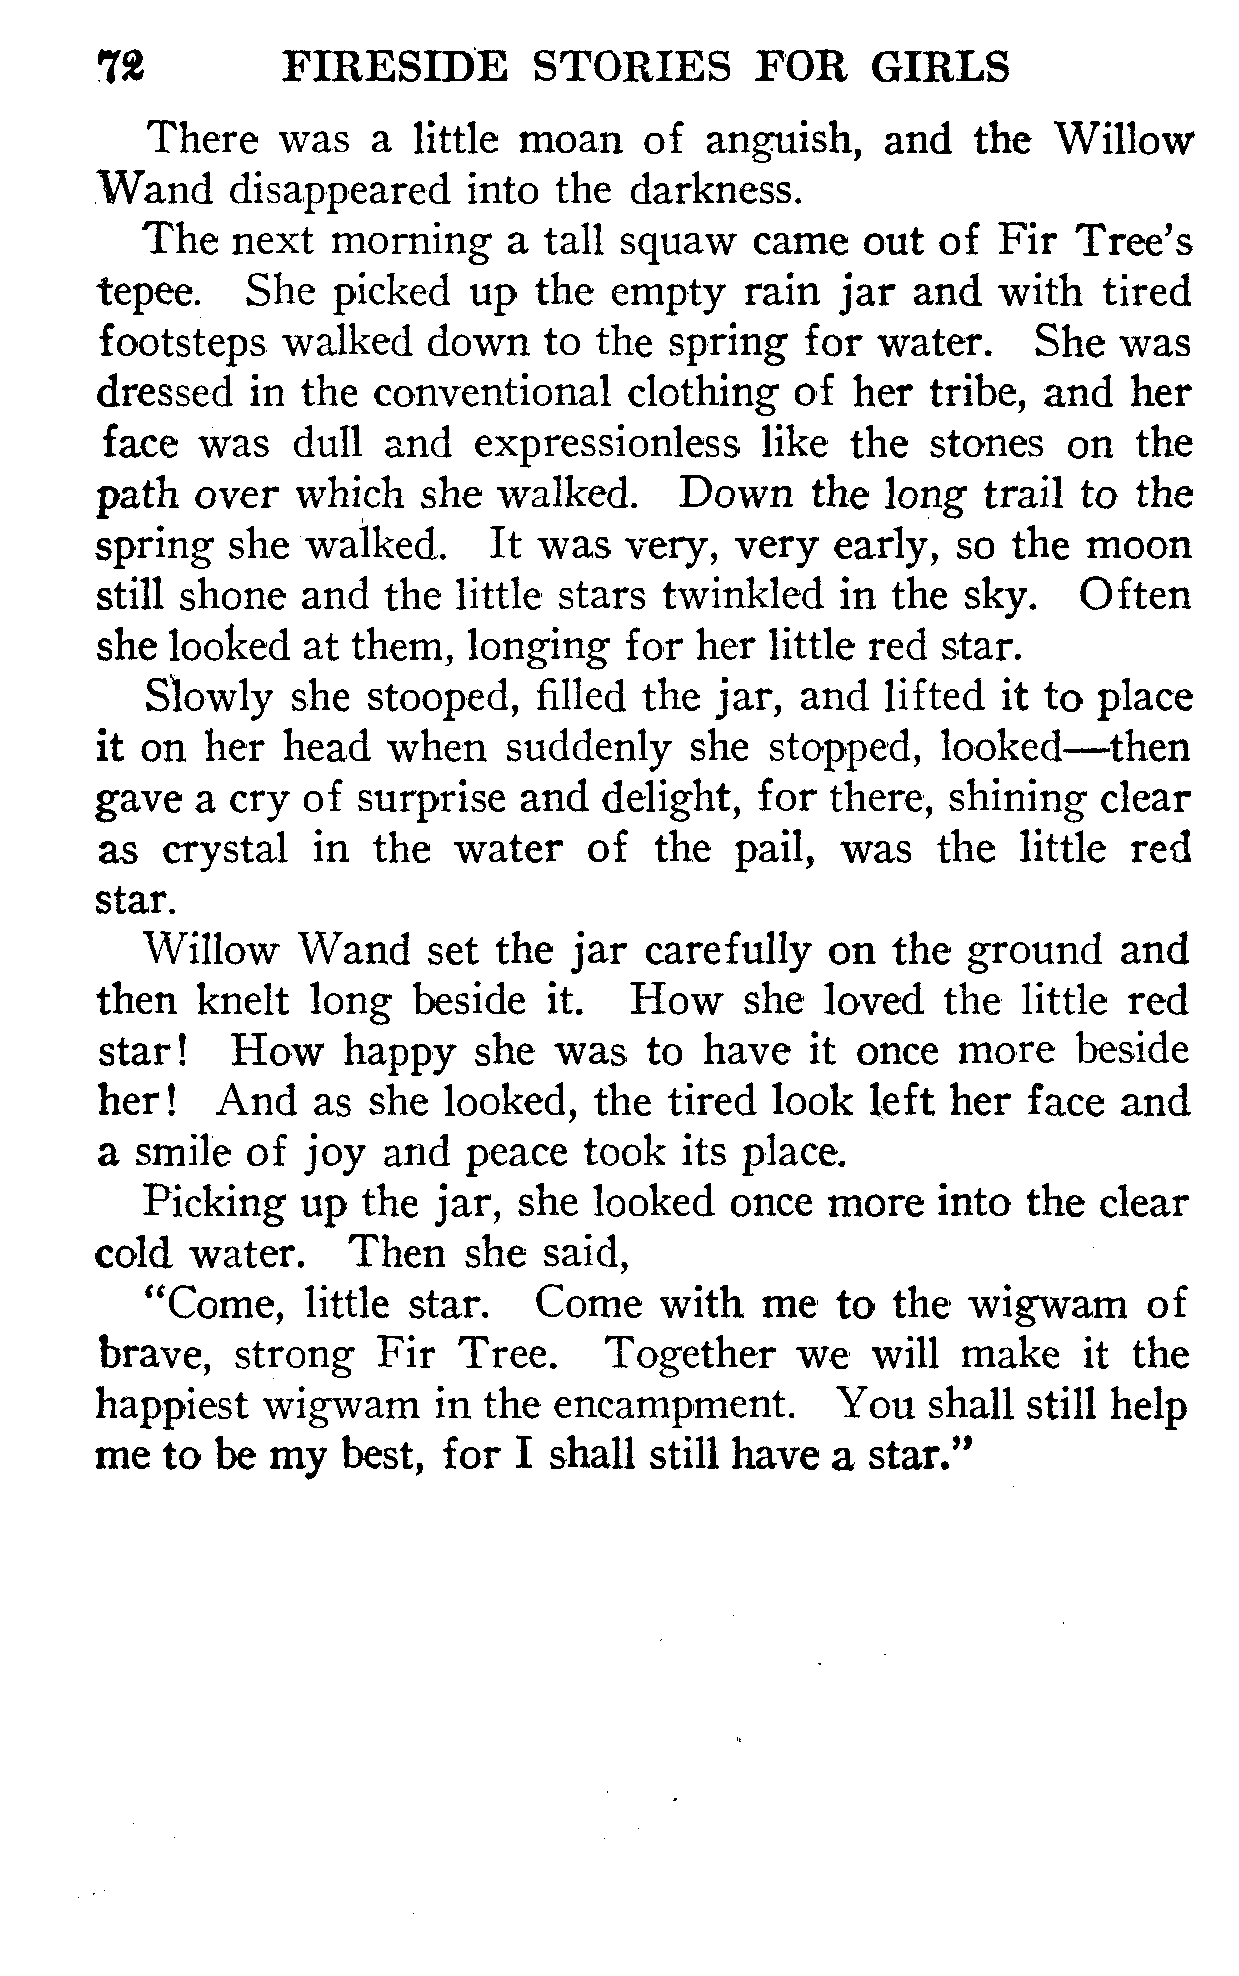 72 FIRESIDE STORIES FOR GIRLS
There was a little moan of anguish, and the Willow
Wand disappeared into the darkness.
The next morning a tall squaw came out of Fir Tree's
tepee. She picked up the empty rain jar and with tired
footsteps walked down to the spring for water. She was
dressed in the conventional clothing of her tribe, and her
face was dull and expressionless like the stones on the
path over which she walked. Down the long trail to the
spring she walked. It was very, very early, so the moon
still shone and the little stars twinkled in the sky. Often
she looked at them, longing for her little red star.
Slowly she stooped, filled the jar, and lifted it to place
it on her head when suddenly she stopped, looked—then
gave a cry of surprise and delight, for there, shining clear
as crystal in the water of the pail, was the little red
star.
Willow Wand set the jar carefully on the ground and
then knelt long beside it. How she loved the little red
star! How happy she was to have it once more beside
her! And as she looked, the tired look left her face and
a smile of joy and peace took its place.
Picking up the jar, she looked once more into the clear
cold water. Then she said,
"Come, little star. Come with me to the wigwam of
brave, strong Fir Tree. Together we will make it the
happiest wigwam in the encampment. You shall still help
me to be my best, for I shall still have a star."